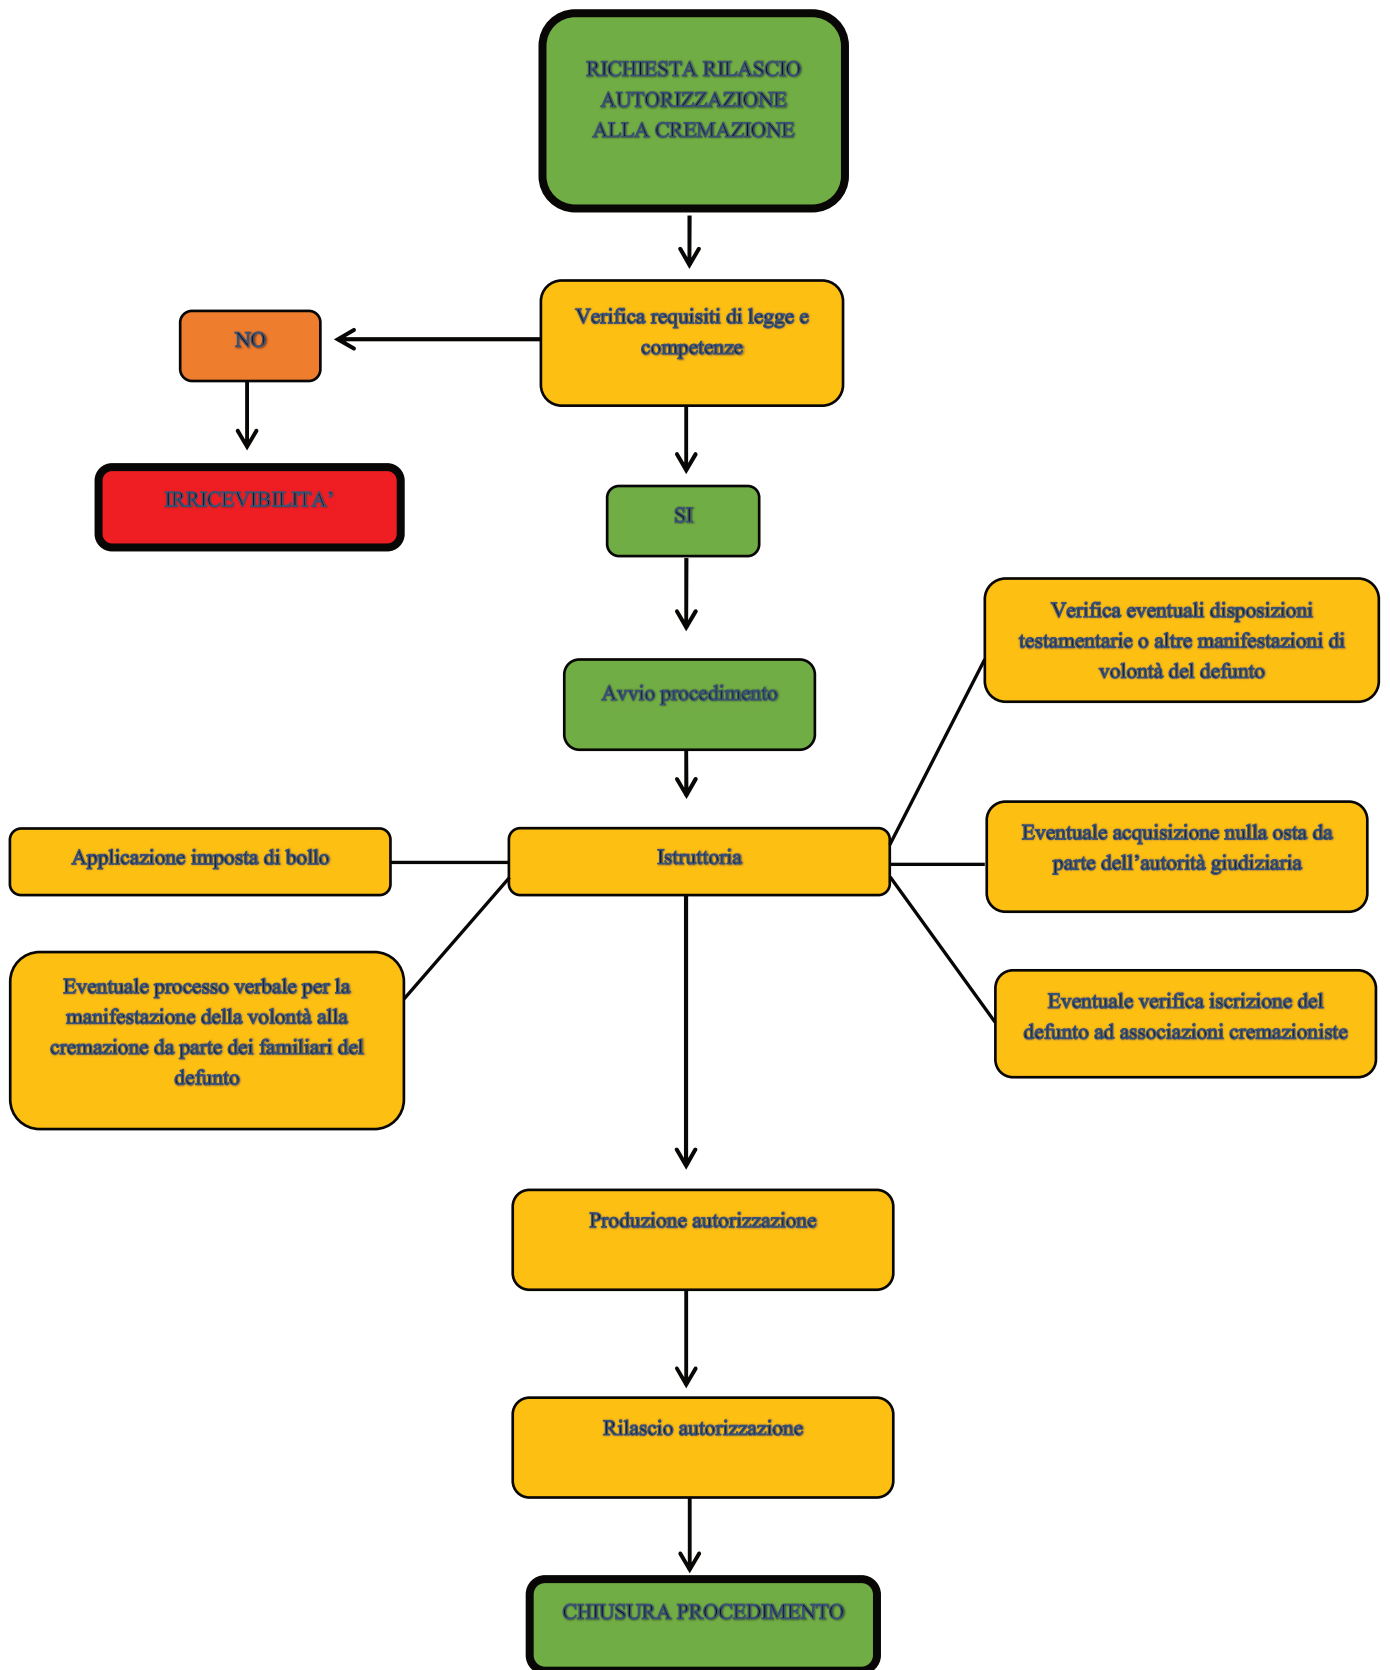 RICHIESTA RILASCIO
AUTORIZZAZIONE
ALLA CREMAZIONE
Verifica requisiti di legge e
competenze
NO
IRRICEVIBILITA’
SI
Avvio procedimento
Verifica eventuali disposizioni
testamentarie o altre manifestazioni di
volontà del defunto
Applicazione imposta di bollo
Istruttoria
Eventuale acquisizione nulla osta da
parte dell’autorità giudiziaria
Eventuale processo verbale per la
manifestazione della volontà alla
cremazione da parte dei familiari del
defunto
Eventuale verifica iscrizione del
defunto ad associazioni cremazioniste
Produzione autorizzazione
Rilascio autorizzazione
CHIUSURA PROCEDIMENTO